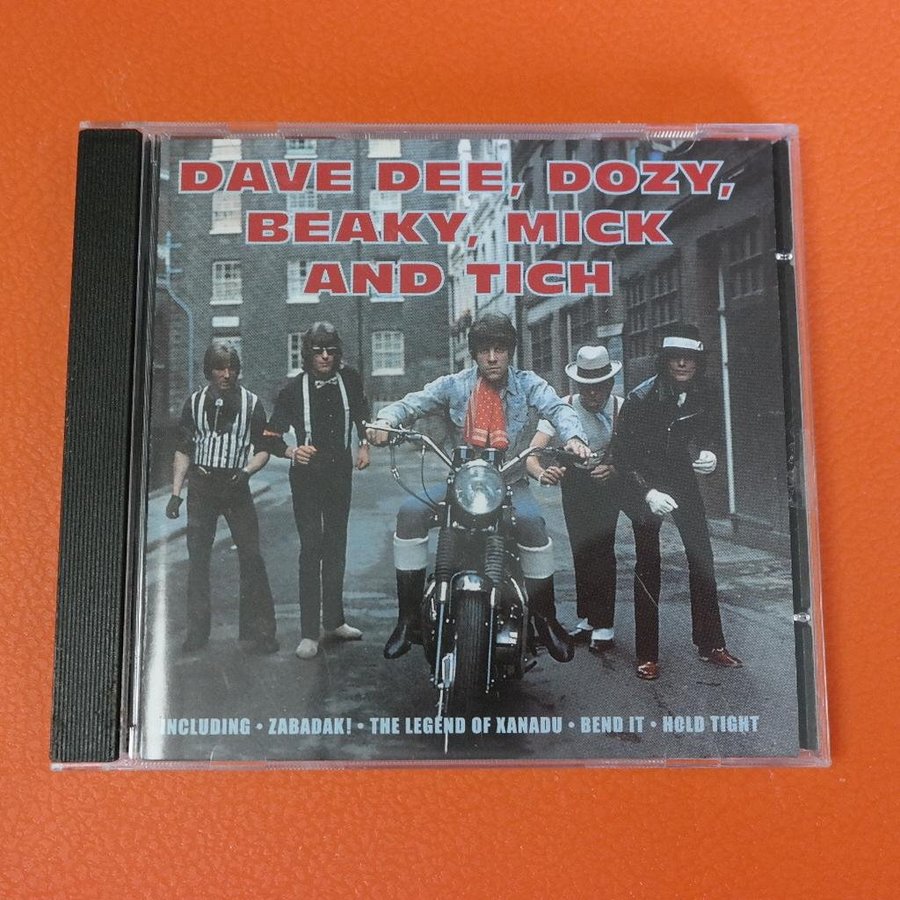 DAVE DEE, DOZY,
BEAKY, MICK
AND TICH
INCLUDING • ZABADAK! • THE LEGEND OF XANADU • BEND IT • HOLD TIGHT